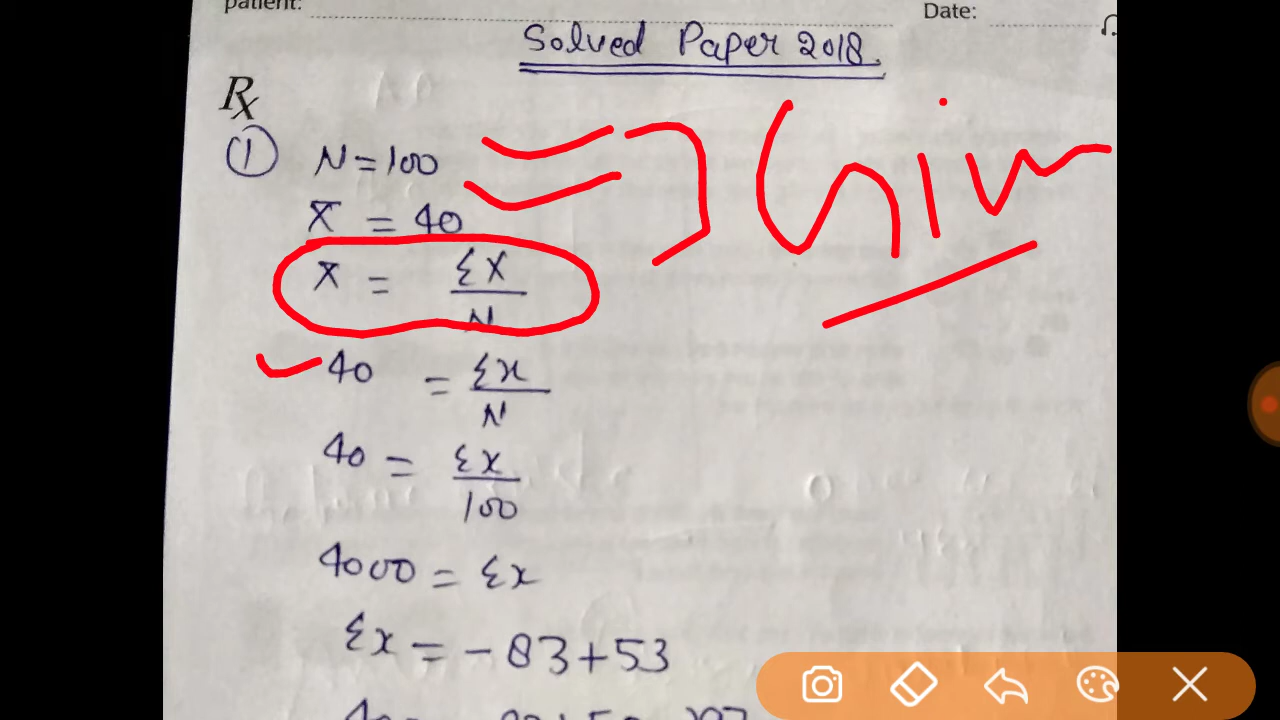 patient:
Date:
Solved Paper 2018
Rx
① N = 100
x̄ = 40
x̄ = Σx / N
40 = Σx / N
40 = Σx / 100
4000 = Σx
Σx = -83+53